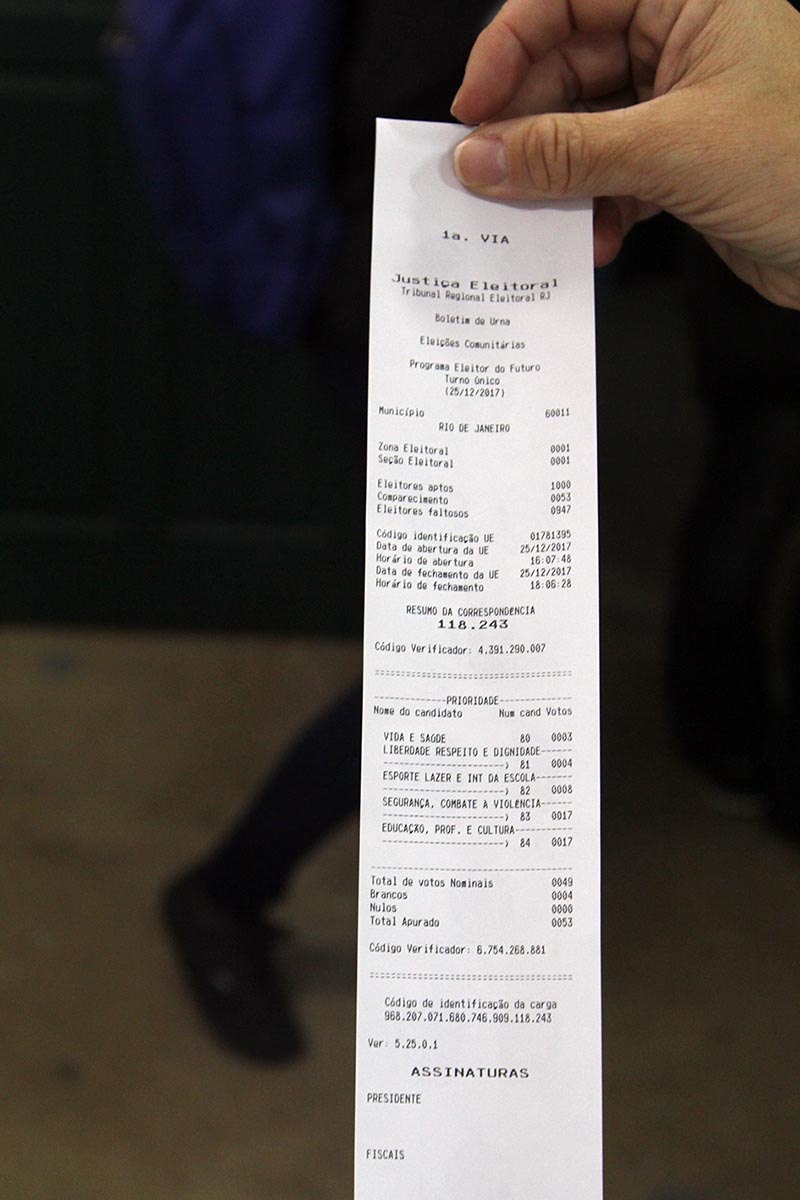 1a. VIA
Justiça Eleitoral
Tribunal Regional Eleitoral RJ
Boletim de Urna
Eleições Comunitárias
Programa Eleitor do Futuro
Turno único
(25/12/2017)
Município 60011
RIO DE JANEIRO
Zona Eleitoral 0001
Seção Eleitoral 0001
Eleitores aptos 1000
Comparecimento 0053
Eleitores faltosos 0947
Código identificação UE 01781395
Data de abertura da UE 25/12/2017
Horário de abertura 16:07:48
Data de fechamento da UE 25/12/2017
Horário de fechamento 18:06:28
RESUMO DA CORRESPONDENCIA
118.243
Código Verificador: 4.391.290.007
==================================
------------PRIORIDADE------------
Nome do candidato Num cand Votos
VIDA E SAÚDE 80 0003
LIBERDADE RESPEITO E DIGNIDADE-----
---------------------> 81 0004
ESPORTE LAZER E INT DA ESCOLA------
---------------------> 82 0008
SEGURANÇA, COMBATE À VIOLÊNCIA-----
---------------------> 83 0017
EDUCAÇÃO, PROF. E CULTURA----------
---------------------> 84 0017
-----------------------------------
Total de votos Nominais 0049
Brancos 0004
Nulos 0000
Total Apurado 0053
Código Verificador: 6.754.268.881
==================================
Código de identificação da carga
968.207.071.680.746.909.118.243
Ver: 5.25.0.1
ASSINATURAS
PRESIDENTE
FISCAIS